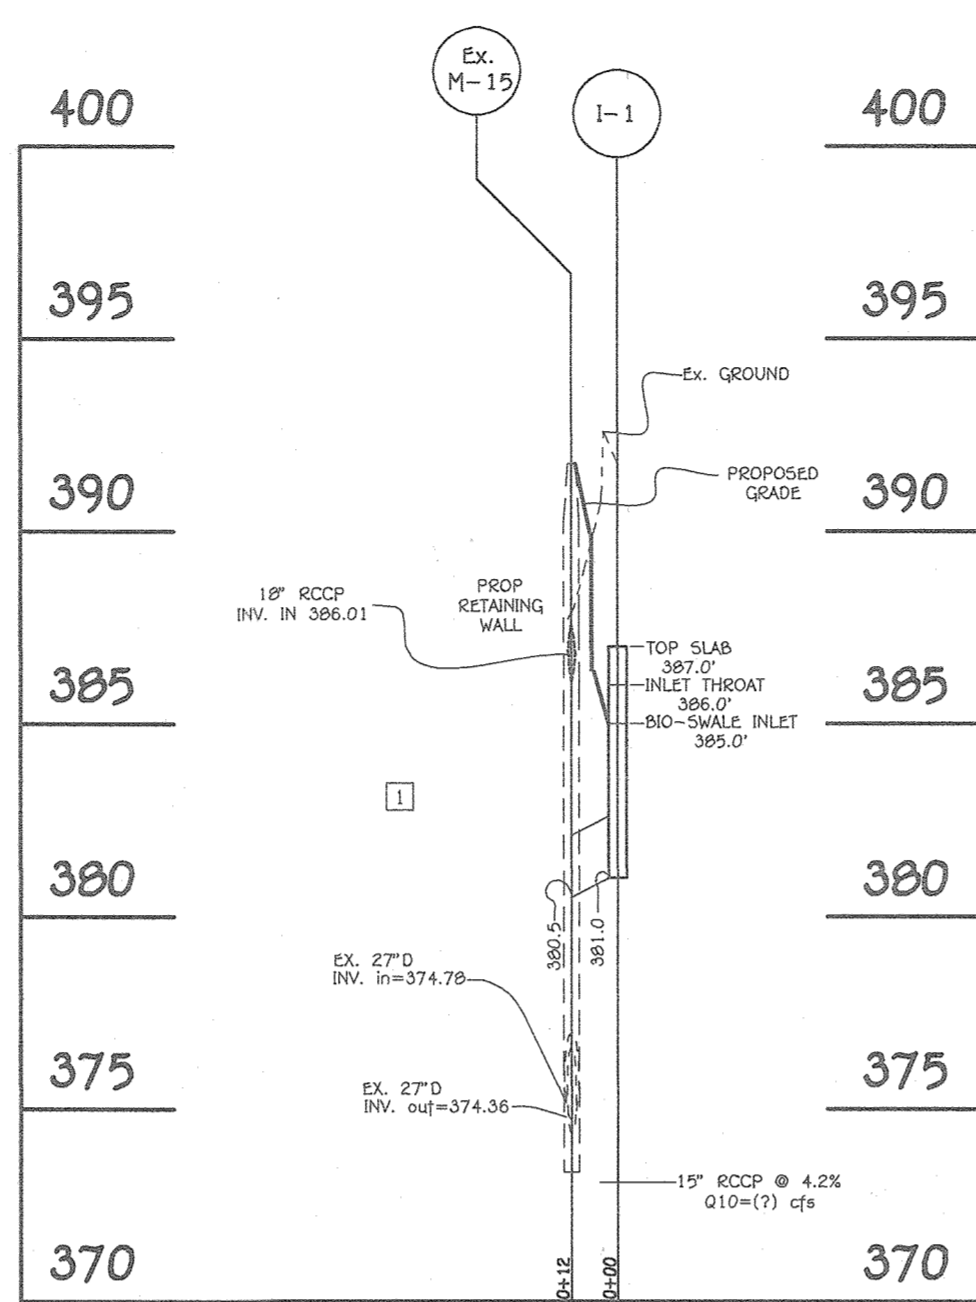 Ex.
M-15
I-1
400
400
395
395
Ex. GROUND
390
PROPOSED
GRADE
390
18" RCCP
INV. IN 386.01
PROP
RETAINING
WALL
TOP SLAB
387.0'
385
INLET THROAT
386.0'
385
BIO-SWALE INLET
385.0'
1
380
380
380.5
381.0
EX. 27"D
INV. in=374.78
375
375
EX. 27"D
INV. out=374.36
15" RCCP @ 4.2%
Q10=(?) cfs
370
0+12
0+00
370